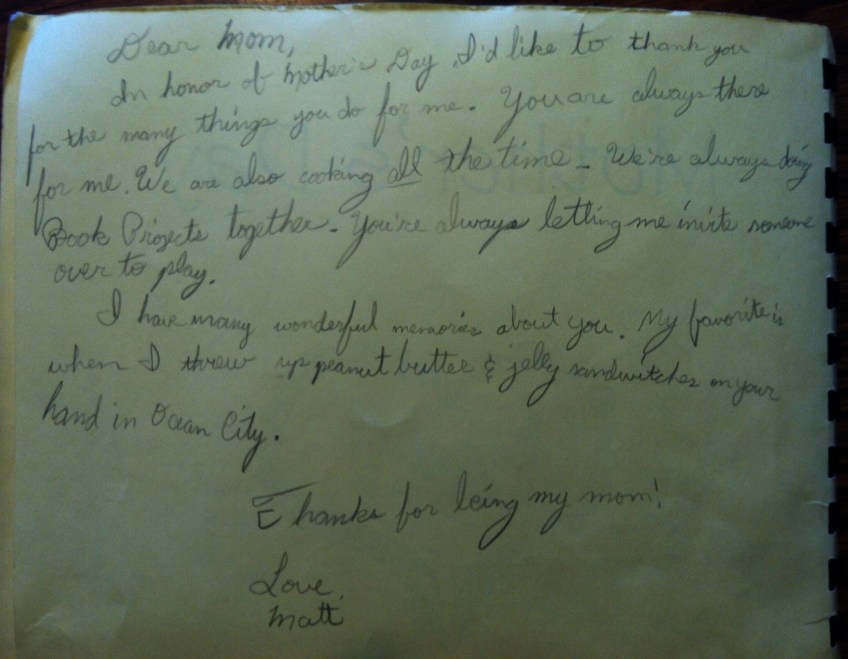 Dear Mom,
In honor of Mother's Day, I'd like to thank you
for the many things you do for me. You are always there
for me. We are also cooking all the time. We're always doing
Book Projects together. You're always letting me invite someone
over to play.
I have many wonderful memories about you. My favorite is
when I threw up peanut butter & jelly sandwitches on your
hand in Ocean City.
Thanks for being my mom!
Love,
Matt